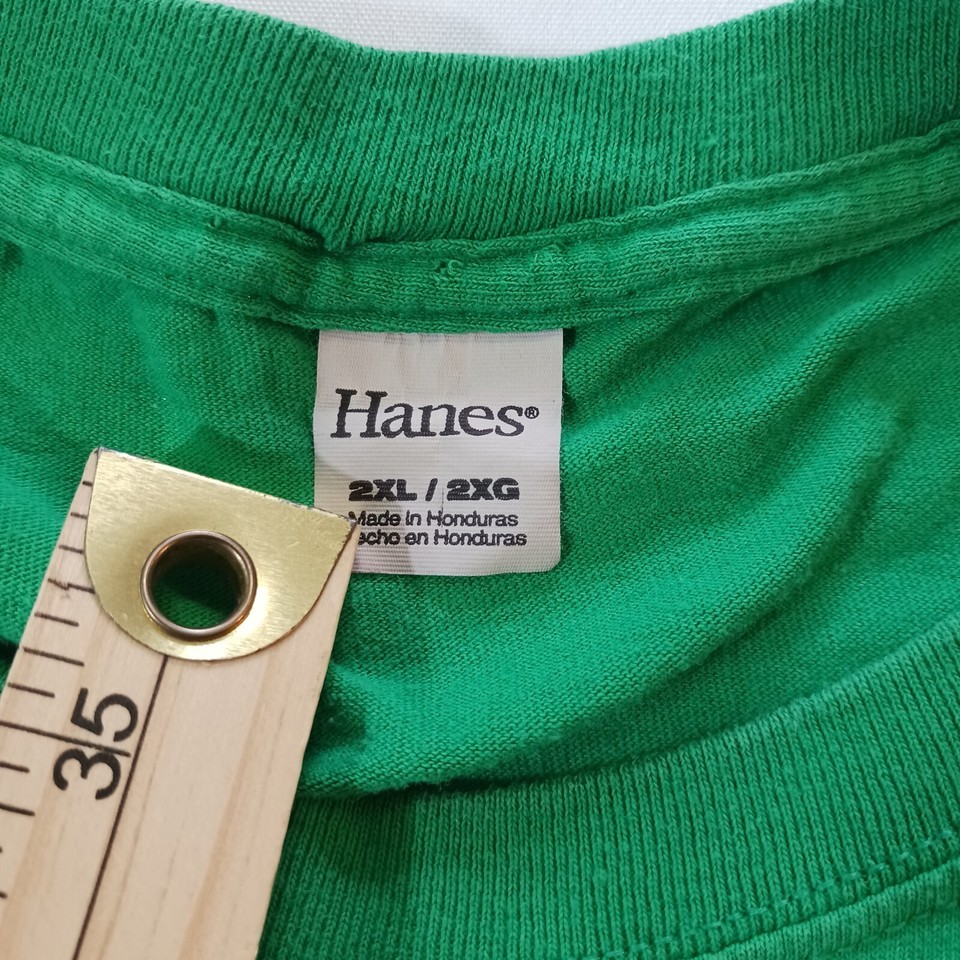 Hanes®
2XL / 2XG
Made in Honduras
echo en Honduras
35